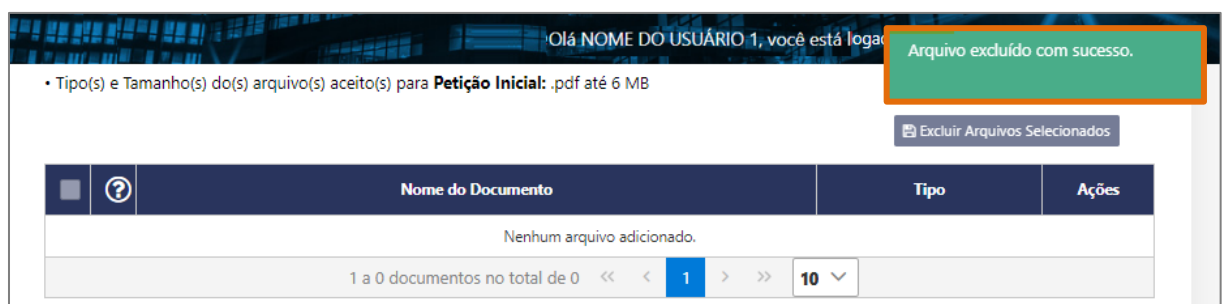 Olá NOME DO USUÁRIO 1, você está
Arquivo excluído com sucesso.
• Tipo(s) e Tamanho(s) do(s) arquivo(s) aceito(s) para Petição Inicial: .pdf até 6 MB
Excluir Arquivos Selecionados
? Nome do Documento Tipo Ações
Nenhum arquivo adicionado.
1 a 0 documentos no total de 0 << < 1 > >> 10